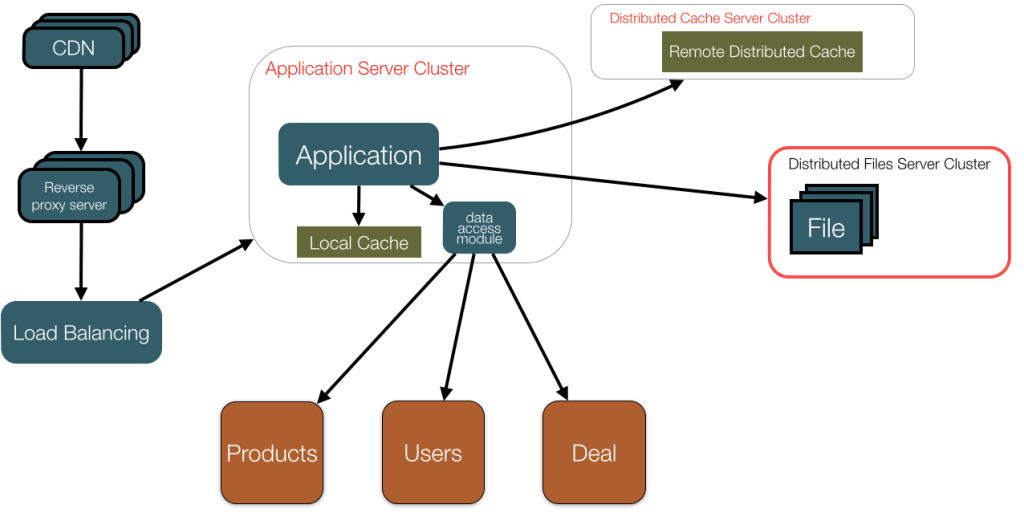 CDN
Reverse
proxy server
Load Balancing
Application Server Cluster
Application
Local Cache
data
access
module
Distributed Cache Server Cluster
Remote Distributed Cache
Distributed Files Server Cluster
File
Products
Users
Deal